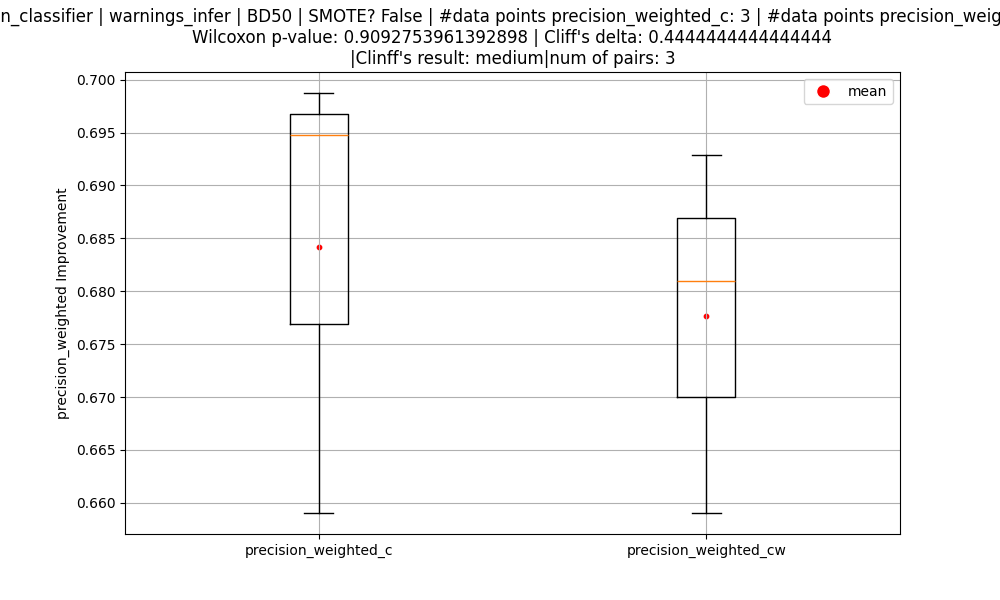 n_classifier | warnings_infer | BD50 | SMOTE? False | #data points precision_weighted_c: 3 | #data points precision_weig
Wilcoxon p-value: 0.9092753961392898 | Cliff's delta: 0.4444444444444444
|Clinff's result: medium|num of pairs: 3
mean
0.700
0.695
0.690
0.685
0.680
0.675
0.670
0.665
0.660
precision_weighted Improvement
precision_weighted_c
precision_weighted_cw